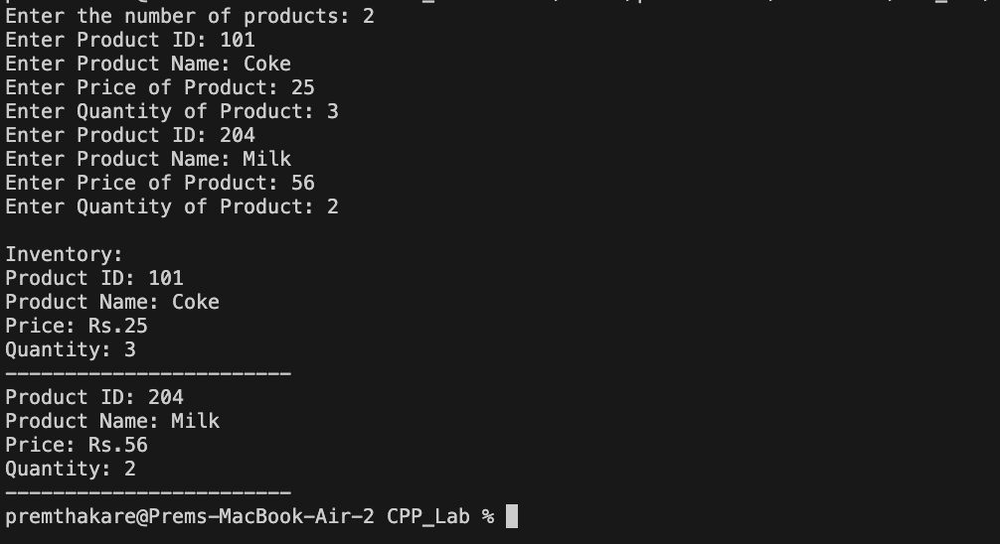 Enter the number of products: 2
Enter Product ID: 101
Enter Product Name: Coke
Enter Price of Product: 25
Enter Quantity of Product: 3
Enter Product ID: 204
Enter Product Name: Milk
Enter Price of Product: 56
Enter Quantity of Product: 2

Inventory:
Product ID: 101
Product Name: Coke
Price: Rs.25
Quantity: 3
------------------------
Product ID: 204
Product Name: Milk
Price: Rs.56
Quantity: 2
------------------------
premthakare@Prems-MacBook-Air-2 CPP_Lab %